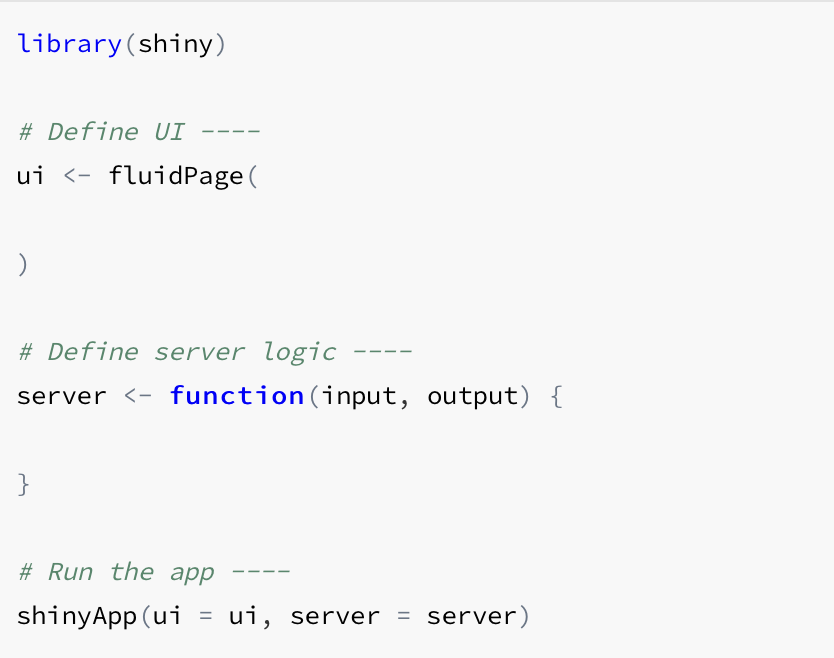 library(shiny)
# Define UI ----
ui <- fluidPage(
)
# Define server logic ----
server <- function(input, output) {
}
# Run the app ----
shinyApp(ui = ui, server = server)